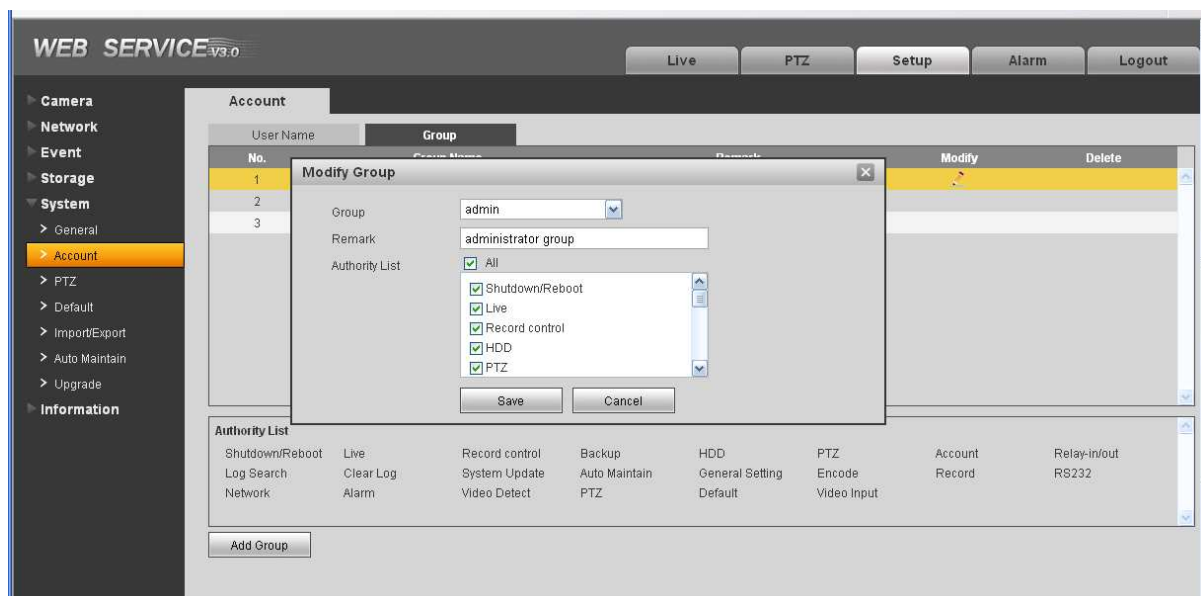 WEB SERVICE V3.0
Live PTZ Setup Alarm Logout
Camera
Network
Event
Storage
System
> General
> Account
> PTZ
> Default
> Import/Export
> Auto Maintain
> Upgrade
Information
Account
User Name Group
No. Group Name Remark Modify Delete
1
2
3
Modify Group
Group admin
Remark administrator group
Authority List All
Shutdown/Reboot
Live
Record control
HDD
PTZ
Save Cancel
Authority List
Shutdown/Reboot Live Record control Backup HDD PTZ Account Relay-in/out
Log Search Clear Log System Update Auto Maintain General Setting Encode Record RS232
Network Alarm Video Detect PTZ Default Video Input
Add Group